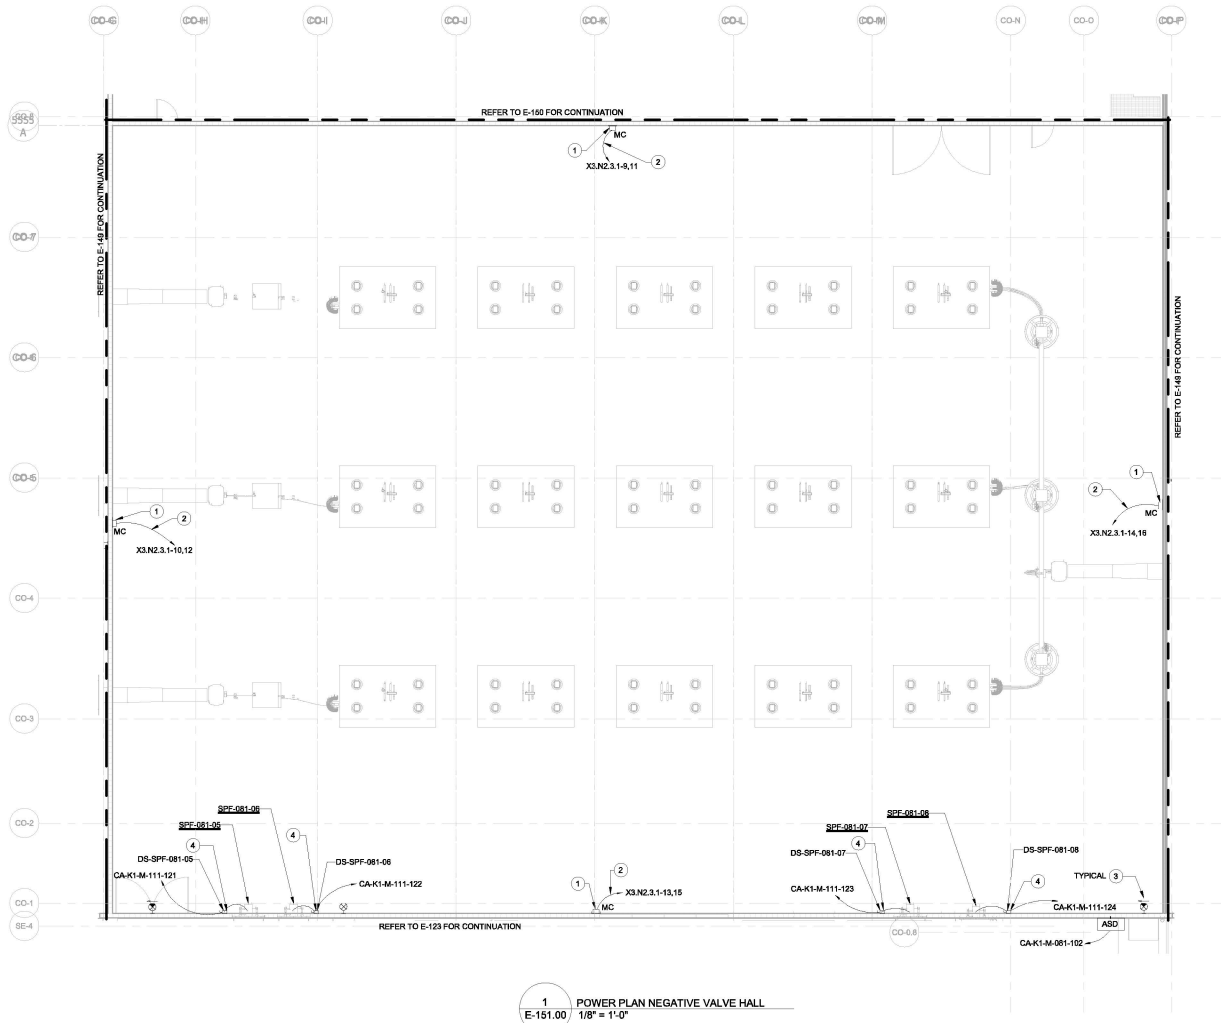 CO-G CO-H CO-I CO-J CO-K CO-L CO-M CO-N CO-O CO-P
A
REFER TO E-150 FOR CONTINUATION
1
MC
2
X3.N2.3.1-9,11
REFER TO E-149 FOR CONTINUATION
CO-7
CO-6
REFER TO E-149 FOR CONTINUATION
CO-5
1
2
MC
X3.N2.3.1-10,12
1
2
MC
X3.N2.3.1-14,16
CO-4
CO-3
CO-2
SPF-081-06
SPF-081-05
4
4
DS-SPF-081-05
DS-SPF-081-06
CA-K1-M-111-121
CA-K1-M-111-122
2
1
X3.N2.3.1-13,15
MC
SPF-081-08
SPF-081-07
4
DS-SPF-081-07
DS-SPF-081-08
4
CA-K1-M-111-123
CA-K1-M-111-124
TYPICAL 3
CO-1
SE-4
REFER TO E-123 FOR CONTINUATION
CO-0.8
ASD
CA-K1-M-081-102
1 POWER PLAN NEGATIVE VALVE HALL
E-151.00 1/8" = 1'-0"